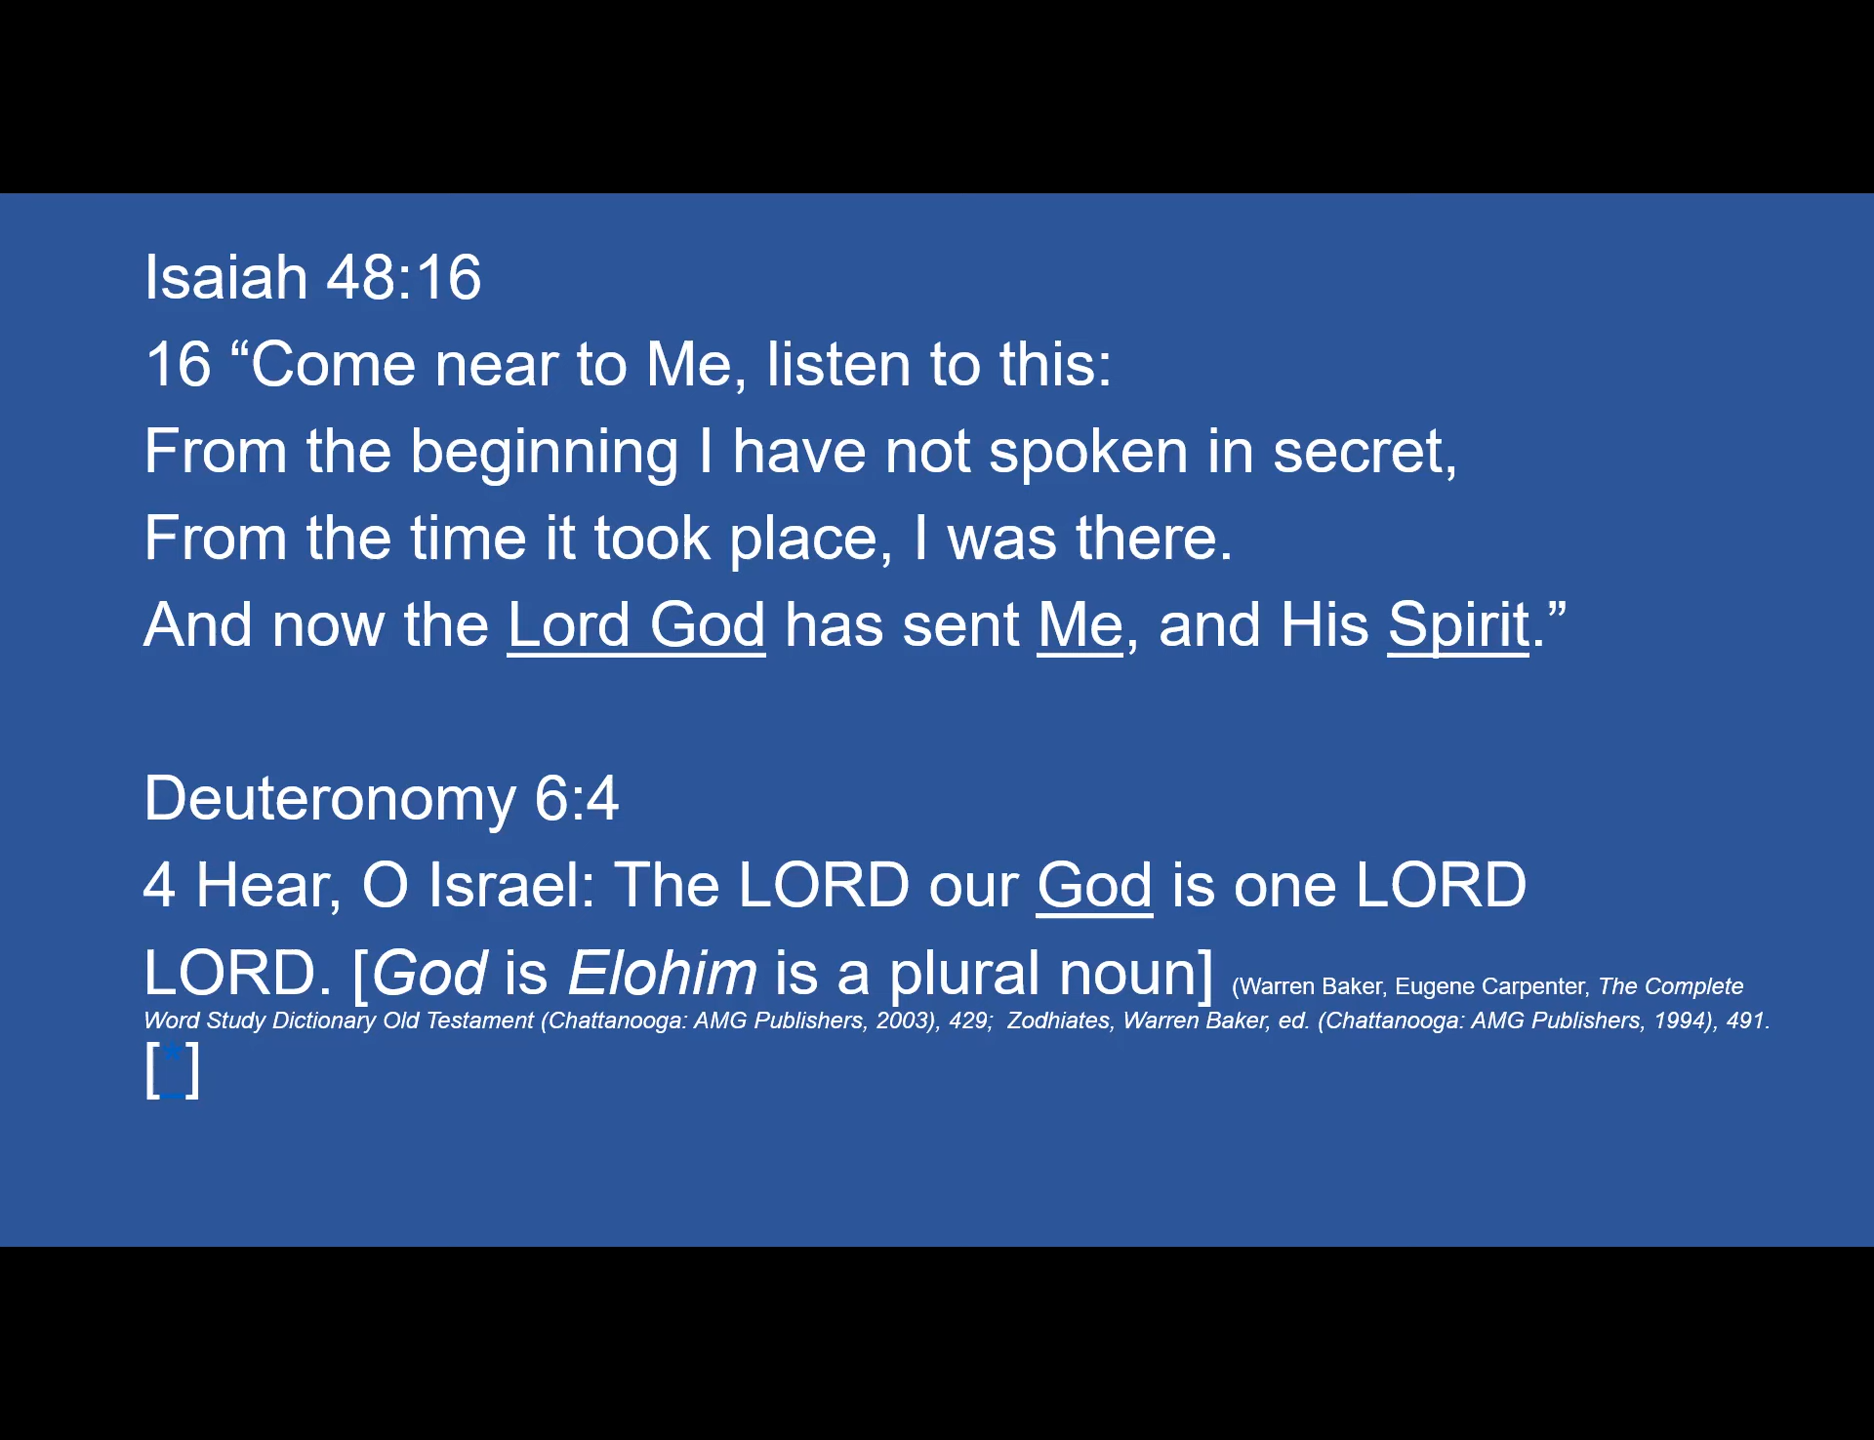 Isaiah 48:16
16 “Come near to Me, listen to this:
From the beginning I have not spoken in secret,
From the time it took place, I was there.
And now the Lord God has sent Me, and His Spirit.”
Deuteronomy 6:4
4 Hear, O Israel: The LORD our God is one LORD
LORD. [God is Elohim is a plural noun] (Warren Baker, Eugene Carpenter, The Complete
Word Study Dictionary Old Testament (Chattanooga: AMG Publishers, 2003), 429; Zodhiates, Warren Baker, ed. (Chattanooga: AMG Publishers, 1994), 491.
[*]